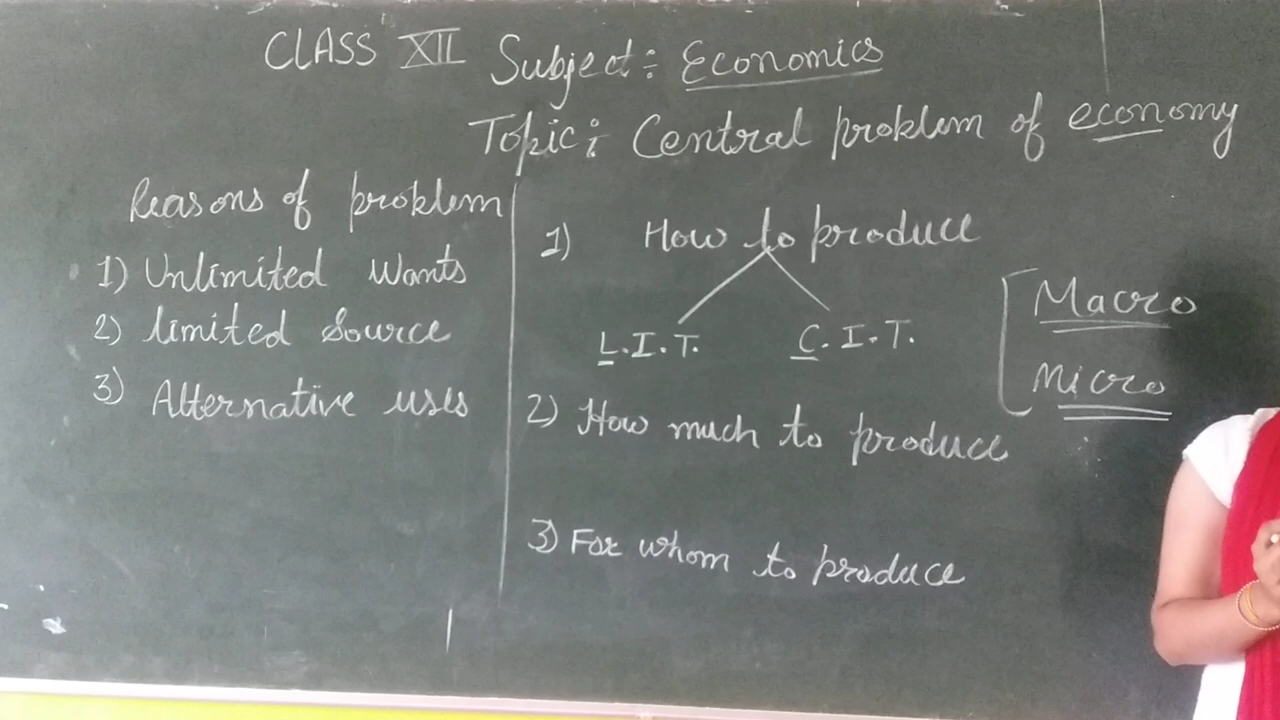 CLASS XII Subject: Economics
Topic: Central problem of economy
Reasons of problem
1) Unlimited Wants
2) limited Source
3) Alternative uses
1) How to produce
L.I.T. C.I.T.
2) How much to produce
3) For whom to produce
Macro
Micro